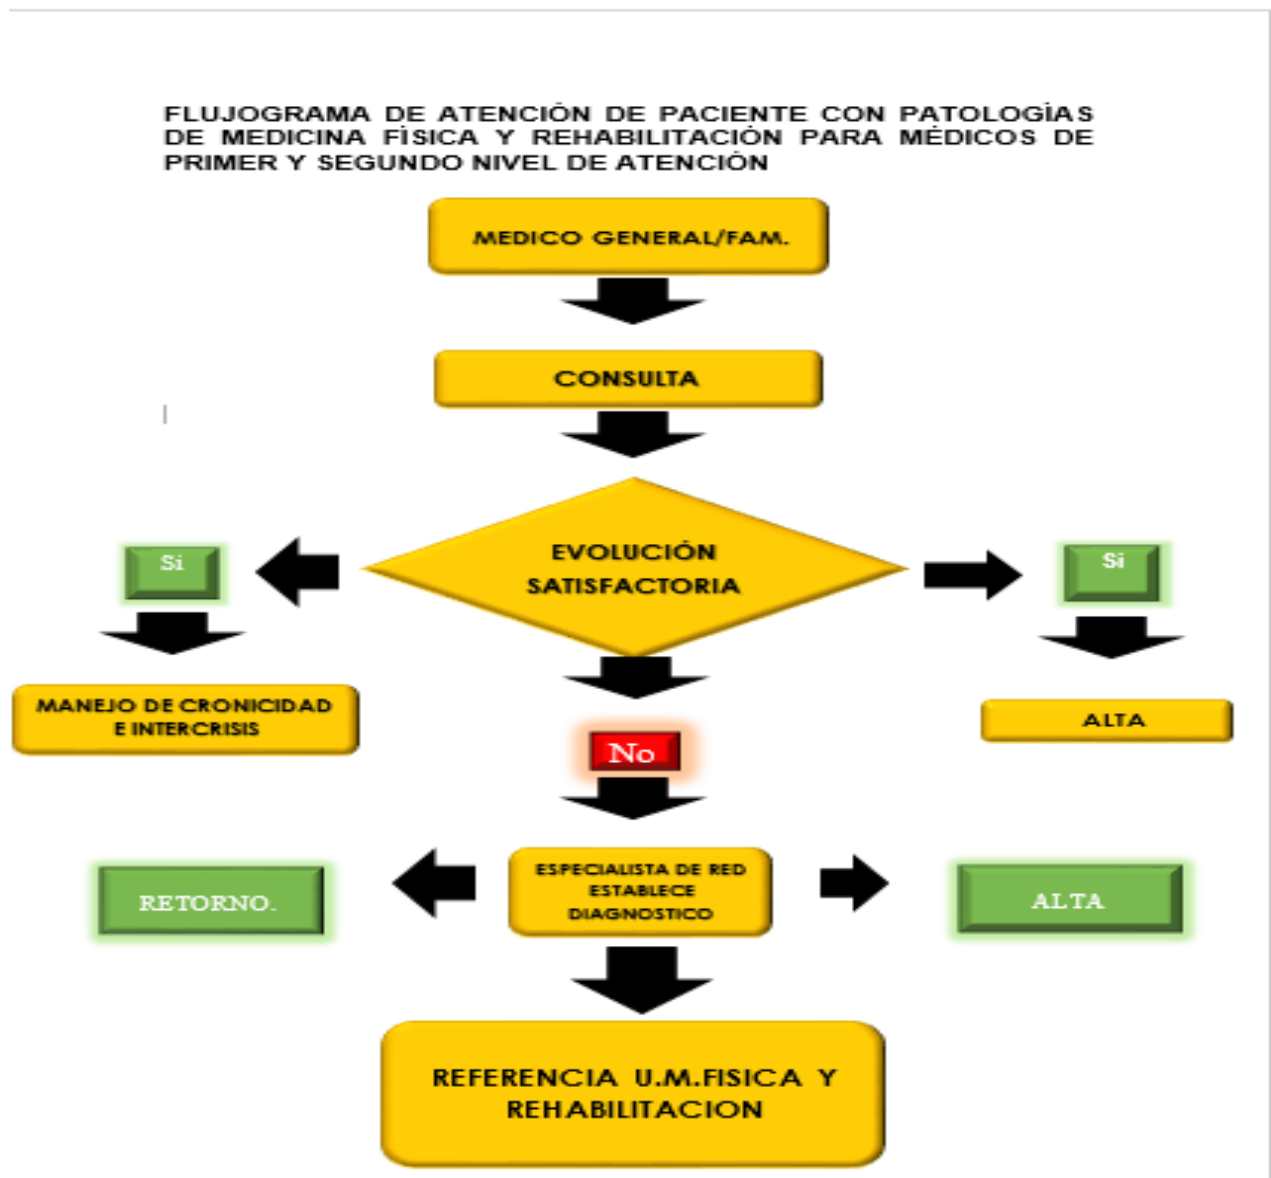 FLUJOGRAMA DE ATENCIÓN DE PACIENTE CON PATOLOGÍAS
DE MEDICINA FÍSICA Y REHABILITACIÓN PARA MÉDICOS DE
PRIMER Y SEGUNDO NIVEL DE ATENCIÓN
MEDICO GENERAL/FAM.
CONSULTA
EVOLUCIÓN
SATISFACTORIA
Si
Si
MANEJO DE CRONICIDAD
E INTERCRISIS
ALTA
No
ESPECIALISTA DE RED
ESTABLECE
DIAGNOSTICO
RETORNO.
ALTA
REFERENCIA U.M.FISICA Y
REHABILITACION